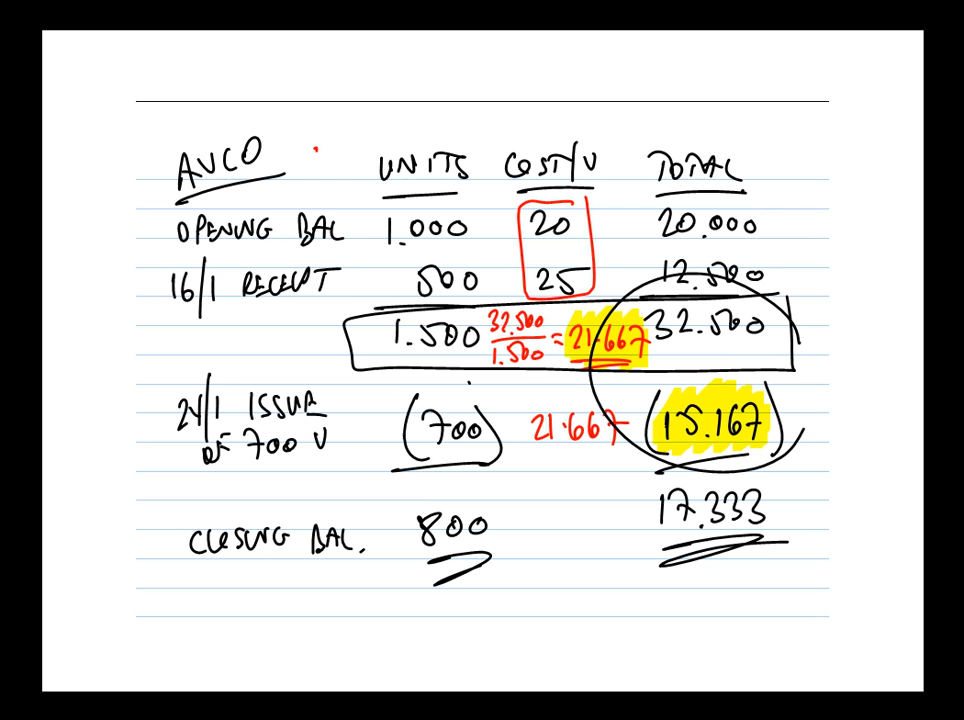 AVCO UNITS COST/U TOTAL
OPENING BAL 1.000 20 20.000
16/1 RECEIPT 500 25 12.500
1.500 32.500/1.500 = 21.667 32.500
24/1 ISSUE (700) 21.667 (15.167)
OF 700 U
CLOSING BAL. 800 17.333